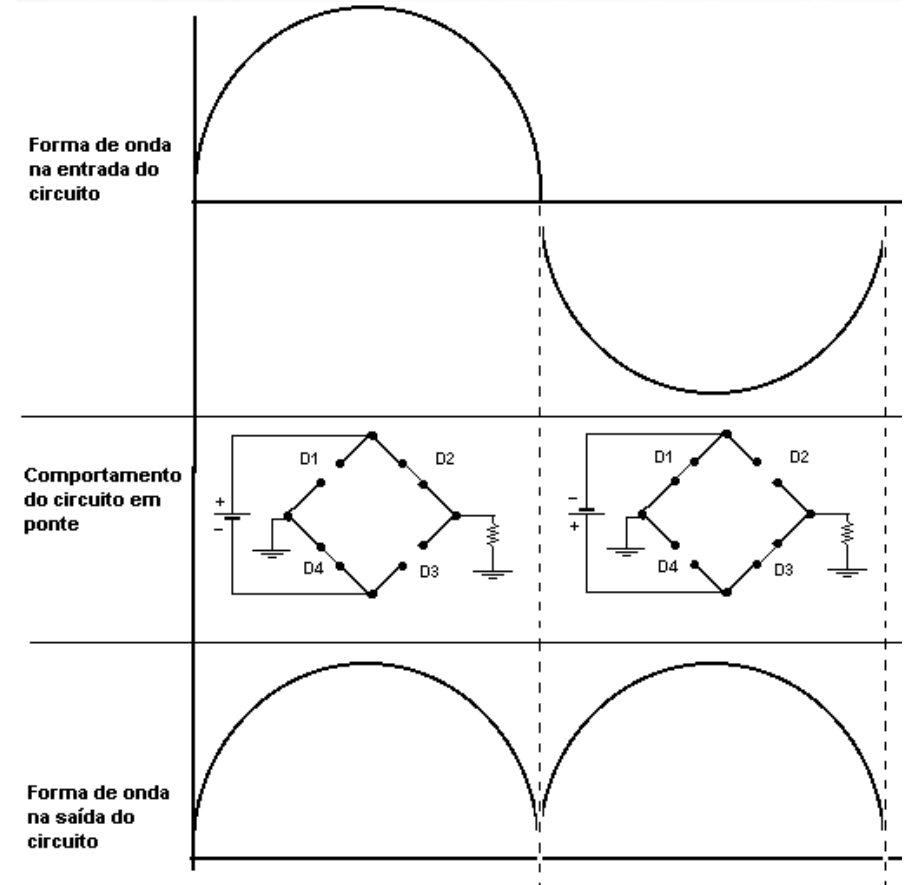 Forma de onda
na entrada do
circuito
Comportamento
do circuito em
ponte
D1
D2
+
-
D4
D3
D1
D2
-
+
D4
D3
Forma de onda
na saída do
circuito